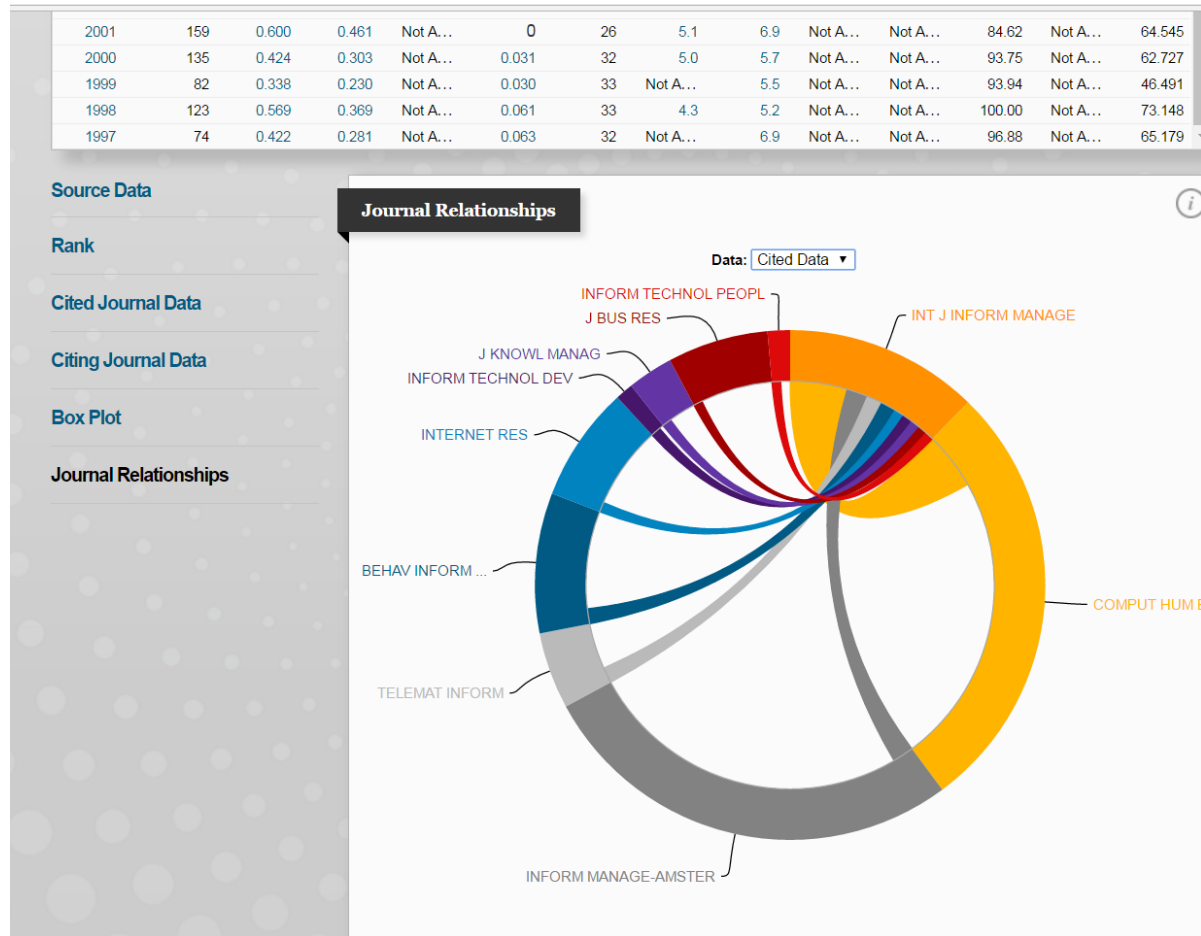 2001 159 0.600 0.461 Not A... 0 26 5.1 6.9 Not A... Not A... 84.62 Not A... 64.545
2000 135 0.424 0.303 Not A... 0.031 32 5.0 5.7 Not A... Not A... 93.75 Not A... 62.727
1999 82 0.338 0.230 Not A... 0.030 33 Not A... 5.5 Not A... Not A... 93.94 Not A... 46.491
1998 123 0.569 0.369 Not A... 0.061 33 4.3 5.2 Not A... Not A... 100.00 Not A... 73.148
1997 74 0.422 0.281 Not A... 0.063 32 Not A... 6.9 Not A... Not A... 96.88 Not A... 65.179
Source Data
Rank
Cited Journal Data
Citing Journal Data
Box Plot
Journal Relationships
Journal Relationships
i
Data: Cited Data
INFORM TECHNOL PEOPL
INT J INFORM MANAGE
J BUS RES
J KNOWL MANAG
INFORM TECHNOL DEV
INTERNET RES
BEHAV INFORM ...
COMPUT HUM B
TELEMAT INFORM
INFORM MANAGE-AMSTER